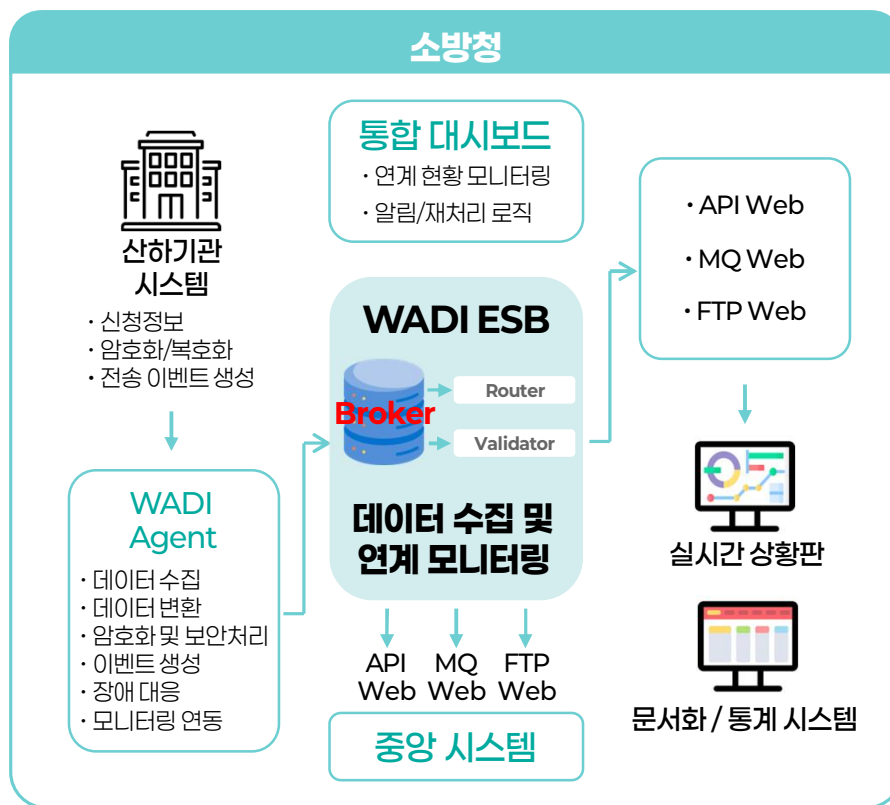 소방청
통합 대시보드
· 연계 현황 모니터링
· 알림/재처리 로직
산하기관
시스템
· 신청정보
· 암호화/복호화
· 전송 이벤트 생성
WADI
Agent
· 데이터 수집
· 데이터 변환
· 암호화 및 보안처리
· 이벤트 생성
· 장애 대응
· 모니터링 연동
WADI ESB
Broker
Router
Validator
데이터 수집 및
연계 모니터링
API MQ FTP
Web Web Web
중앙 시스템
· API Web
· MQ Web
· FTP Web
실시간 상황판
문서화 / 통계 시스템